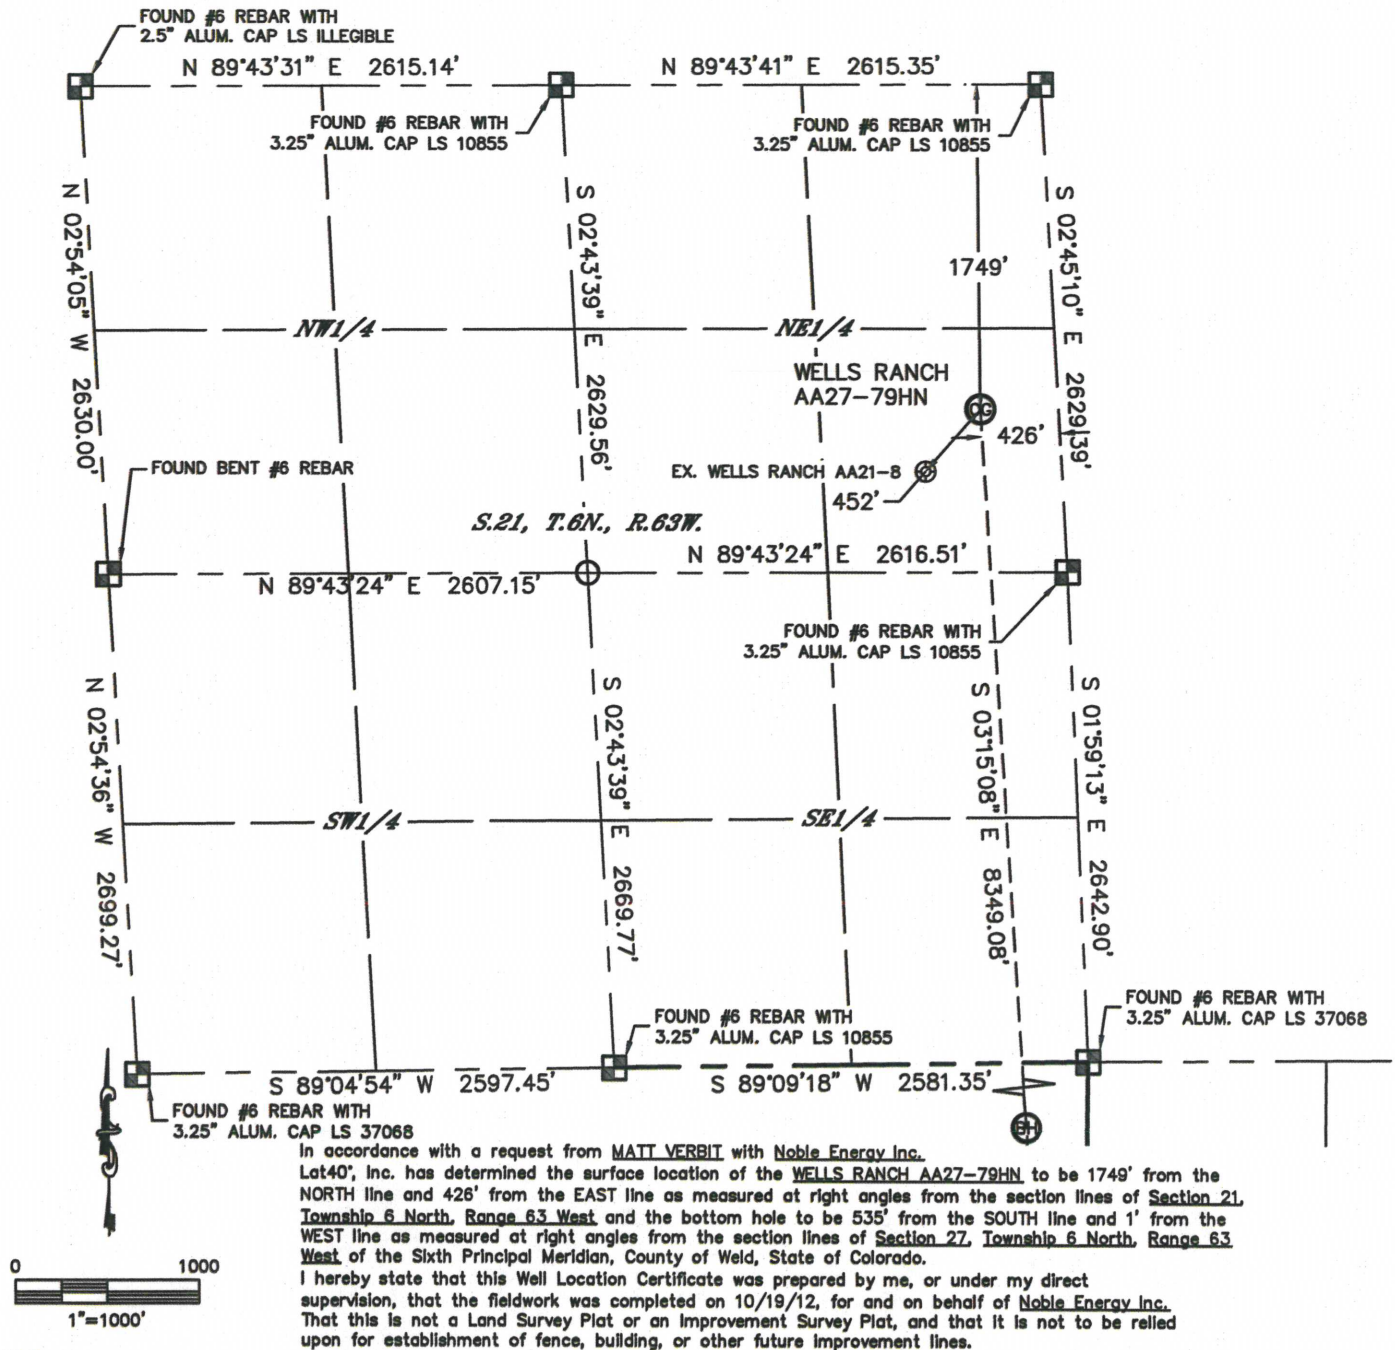 FOUND #6 REBAR WITH
2.5" ALUM. CAP LS ILLEGIBLE
N 89°43'31" E 2615.14'
N 89°43'41" E 2615.35'
FOUND #6 REBAR WITH
3.25" ALUM. CAP LS 10855
FOUND #6 REBAR WITH
3.25" ALUM. CAP LS 10855
N 02°54'05" W 2630.00'
S 02°43'39" E 2629.56'
S 02°45'10" E 2629.39'
1749'
NW1/4
NE1/4
WELLS RANCH
AA27-79HN
OG
426'
FOUND BENT #6 REBAR
EX. WELLS RANCH AA21-8
452'
S.21, T.6N., R.63W.
N 89°43'24" E 2616.51'
N 89°43'24" E 2607.15'
FOUND #6 REBAR WITH
3.25" ALUM. CAP LS 10855
N 02°54'36" W 2699.27'
S 02°43'39" E 2669.77'
S 03°15'08" E 8349.08'
S 01°59'13" E 2642.90'
SW1/4
SE1/4
FOUND #6 REBAR WITH
3.25" ALUM. CAP LS 37068
FOUND #6 REBAR WITH
3.25" ALUM. CAP LS 10855
S 89°04'54" W 2597.45'
S 89°09'18" W 2581.35'
FOUND #6 REBAR WITH
3.25" ALUM. CAP LS 37068
BH
In accordance with a request from MATT VERBIT with Noble Energy Inc.
Lat40°, Inc. has determined the surface location of the WELLS RANCH AA27-79HN to be 1749' from the
NORTH line and 426' from the EAST line as measured at right angles from the section lines of Section 21,
Township 6 North, Range 63 West and the bottom hole to be 535' from the SOUTH line and 1' from the
WEST line as measured at right angles from the section lines of Section 27, Township 6 North, Range 63
West of the Sixth Principal Meridian, County of Weld, State of Colorado.
0 1000
1"=1000'
I hereby state that this Well Location Certificate was prepared by me, or under my direct
supervision, that the fieldwork was completed on 10/19/12, for and on behalf of Noble Energy Inc.
That this is not a Land Survey Plat or an Improvement Survey Plat, and that it is not to be relied
upon for establishment of fence, building, or other future improvement lines.